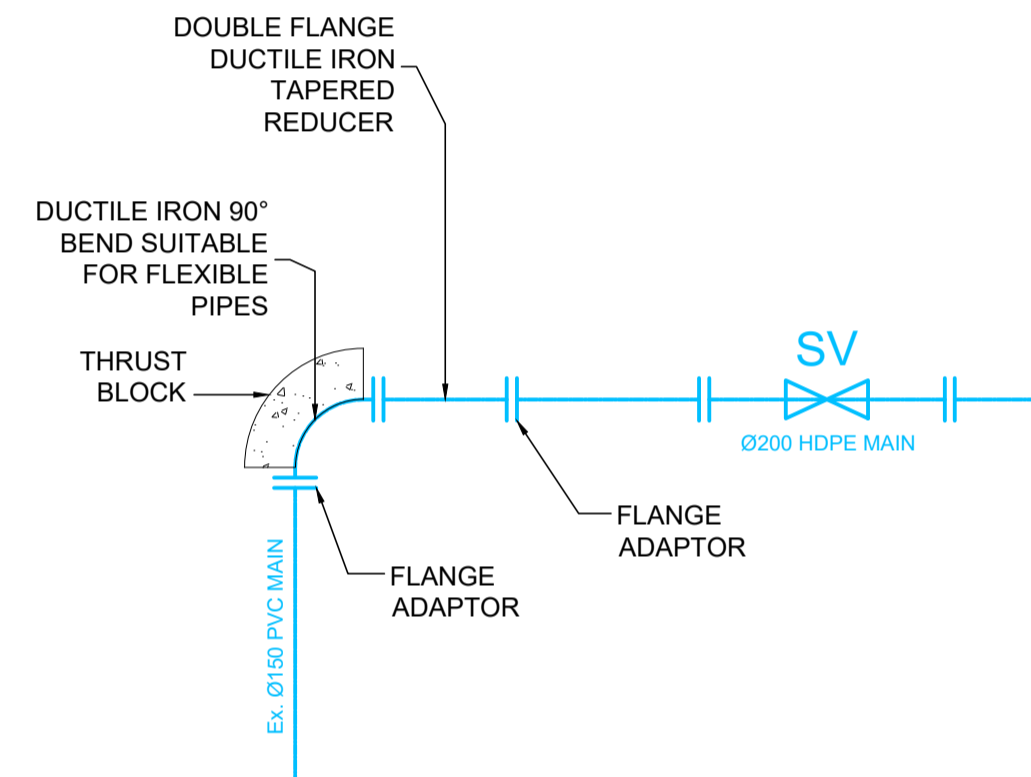 DOUBLE FLANGE
DUCTILE IRON
TAPERED
REDUCER
DUCTILE IRON 90°
BEND SUITABLE
FOR FLEXIBLE
PIPES
THRUST
BLOCK
SV
Ø200 HDPE MAIN
FLANGE
ADAPTOR
FLANGE
ADAPTOR
Ex. Ø150 PVC MAIN